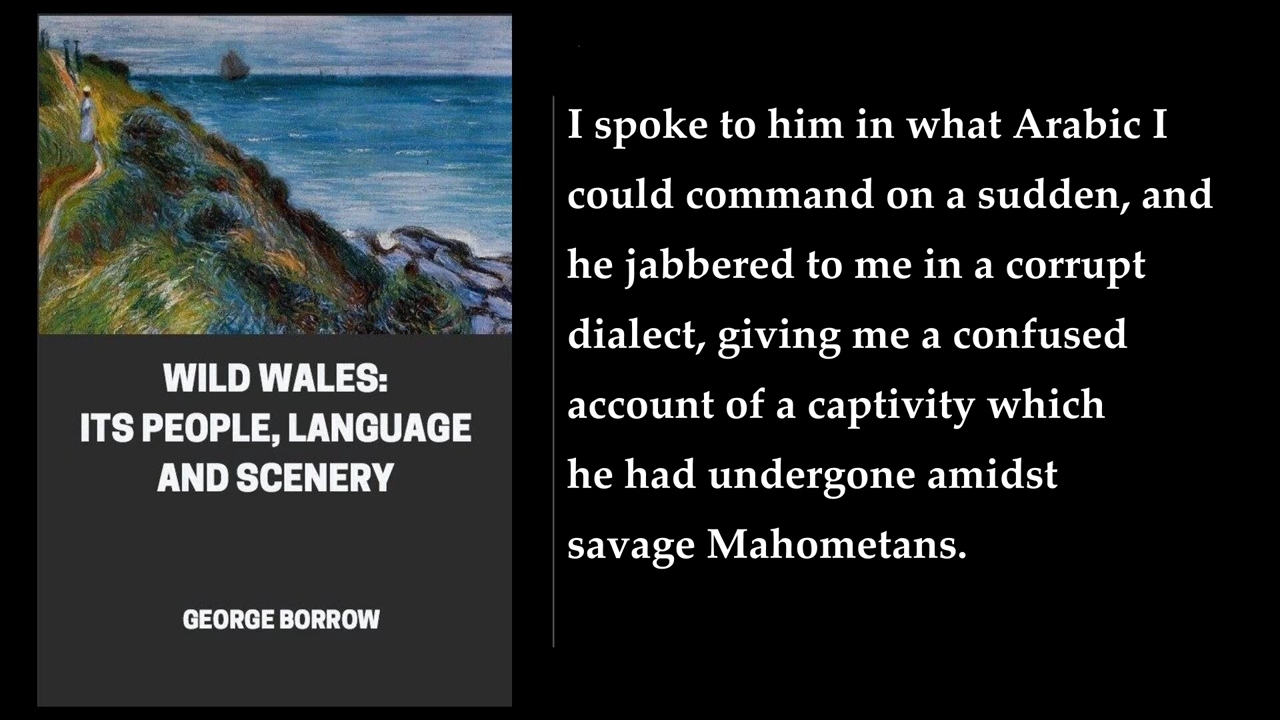 WILD WALES:
ITS PEOPLE, LANGUAGE
AND SCENERY
GEORGE BORROW
I spoke to him in what Arabic I
could command on a sudden, and
he jabbered to me in a corrupt
dialect, giving me a confused
account of a captivity which
he had undergone amidst
savage Mahometans.